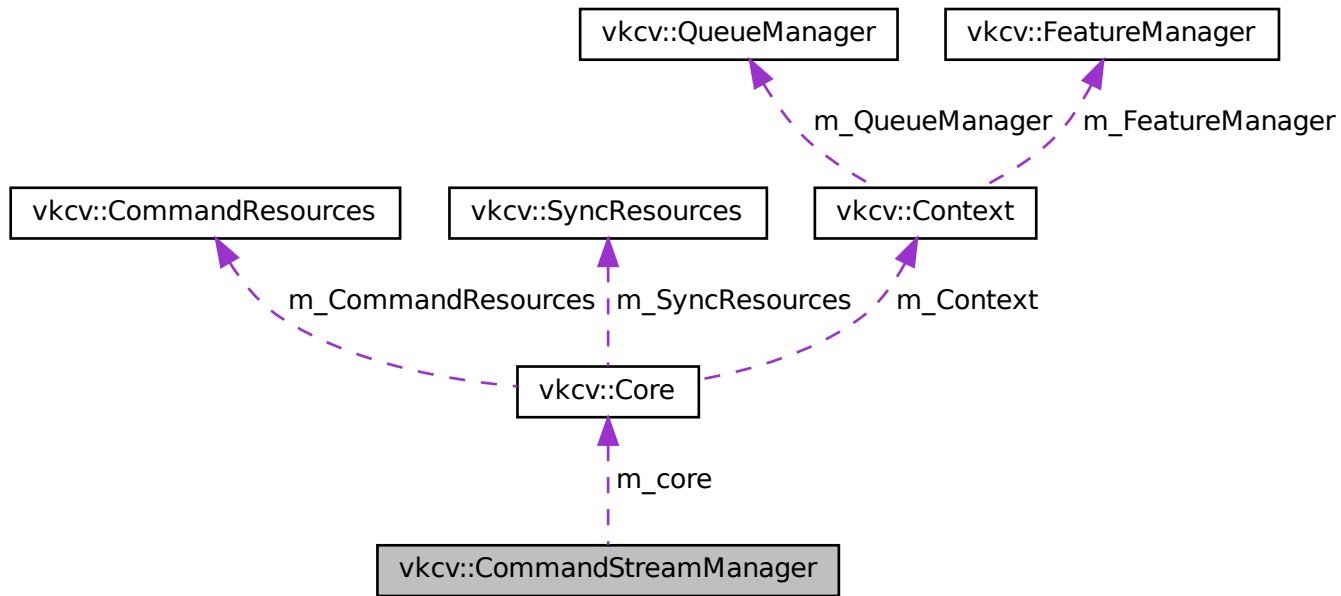 vkcv::QueueManager
vkcv::FeatureManager
m_QueueManager
m_FeatureManager
vkcv::CommandResources
vkcv::SyncResources
vkcv::Context
m_CommandResources
m_SyncResources
m_Context
vkcv::Core
m_core
vkcv::CommandStreamManager